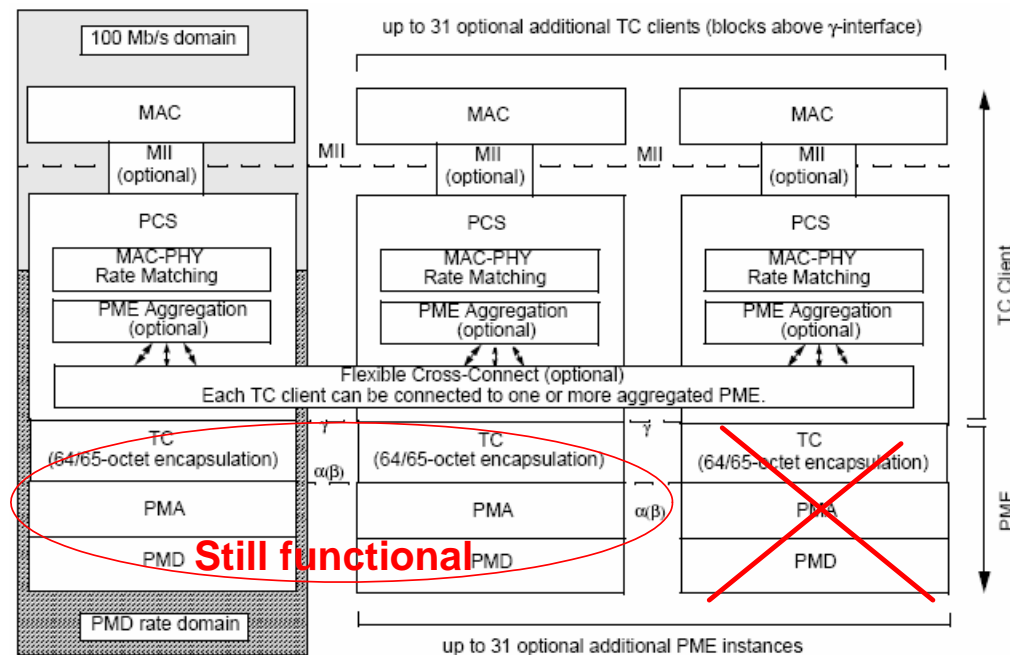 100 Mb/s domain
up to 31 optional additional TC clients (blocks above γ-interface)
MAC
MAC
MAC
MII
(optional)
MII
MII
(optional)
MII
MII
(optional)
PCS
MAC-PHY
Rate Matching
PME Aggregation
(optional)
PCS
MAC-PHY
Rate Matching
PME Aggregation
(optional)
PCS
MAC-PHY
Rate Matching
PME Aggregation
(optional)
TC Client
Flexible Cross-Connect (optional)
Each TC client can be connected to one or more aggregated PME.
γ
γ
TC
(64/65-octet encapsulation)
TC
(64/65-octet encapsulation)
TC
(64/65-octet encapsulation)
α(β)
α(β)
PMA
PMA
PMA
PME
Still functional
PMD
PMD
PMD
PMD rate domain
up to 31 optional additional PME instances